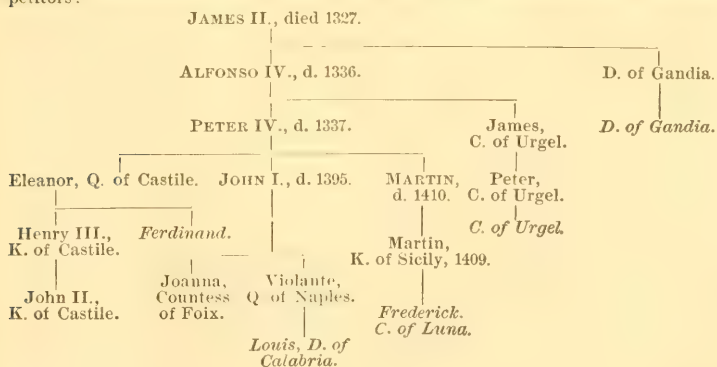 petitors:
JAMES II., died 1327.
ALFONSO IV., d. 1336. D. of Gandia.
PETER IV., d. 1337. James, D. of Gandia.
C. of Urgel.
Eleanor, Q. of Castile. JOHN I., d. 1395. MARTIN, Peter,
d. 1410. C. of Urgel.
Henry III., Ferdinand. C. of Urgel.
K. of Castile. Martin,
K. of Sicily, 1409.
Joanna, Violante,
John II., Countess Q of Naples.
K. of Castile. of Foix. Frederick.
C. of Luna.
Louis, D. of
Calabria.